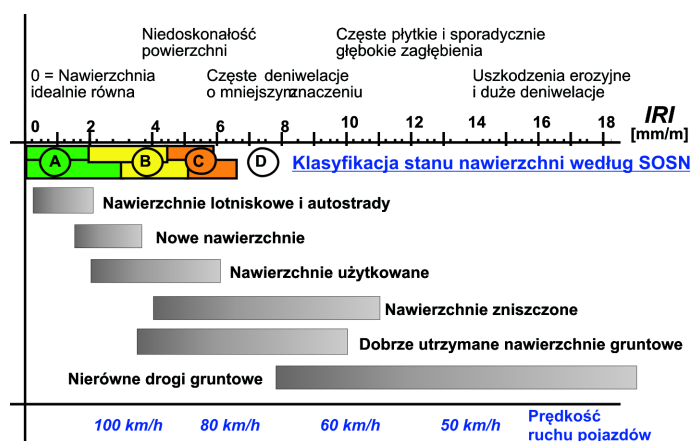 Niedoskonałość
powierzchni
Częste płytkie i sporadycznie
głębokie zagłębienia
0 = Nawierzchnia
idealnie równa
Częste deniwelacje
o mniejszym znaczeniu
Uszkodzenia erozyjne
i duże deniwelacje
IRI
[mm/m]
0 2 4 6 8 10 12 14 16 18
A B C D
Klasyfikacja stanu nawierzchni według SOSN
Nawierzchnie lotniskowe i autostrady
Nowe nawierzchnie
Nawierzchnie użytkowane
Nawierzchnie zniszczone
Dobrze utrzymane nawierzchnie gruntowe
Nierówne drogi gruntowe
100 km/h 80 km/h 60 km/h 50 km/h
Prędkość
ruchu pojazdów